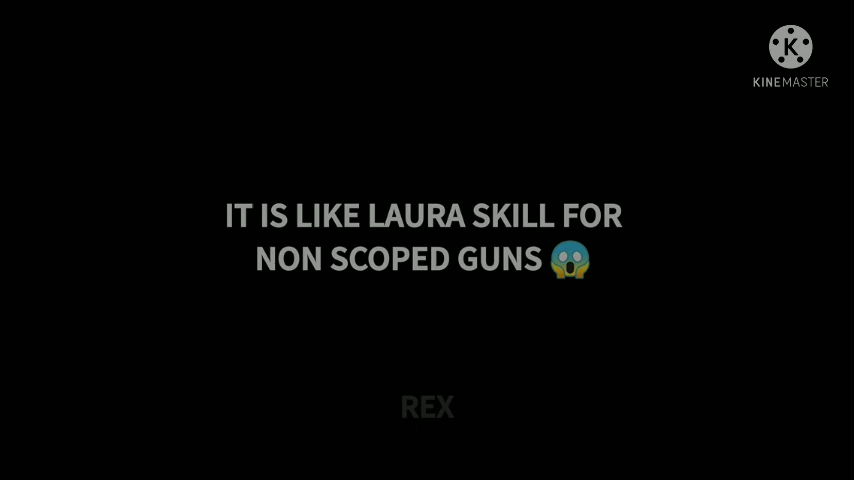 K
KINEMASTER
IT IS LIKE LAURA SKILL FOR
NON SCOPED GUNS 😱
REX